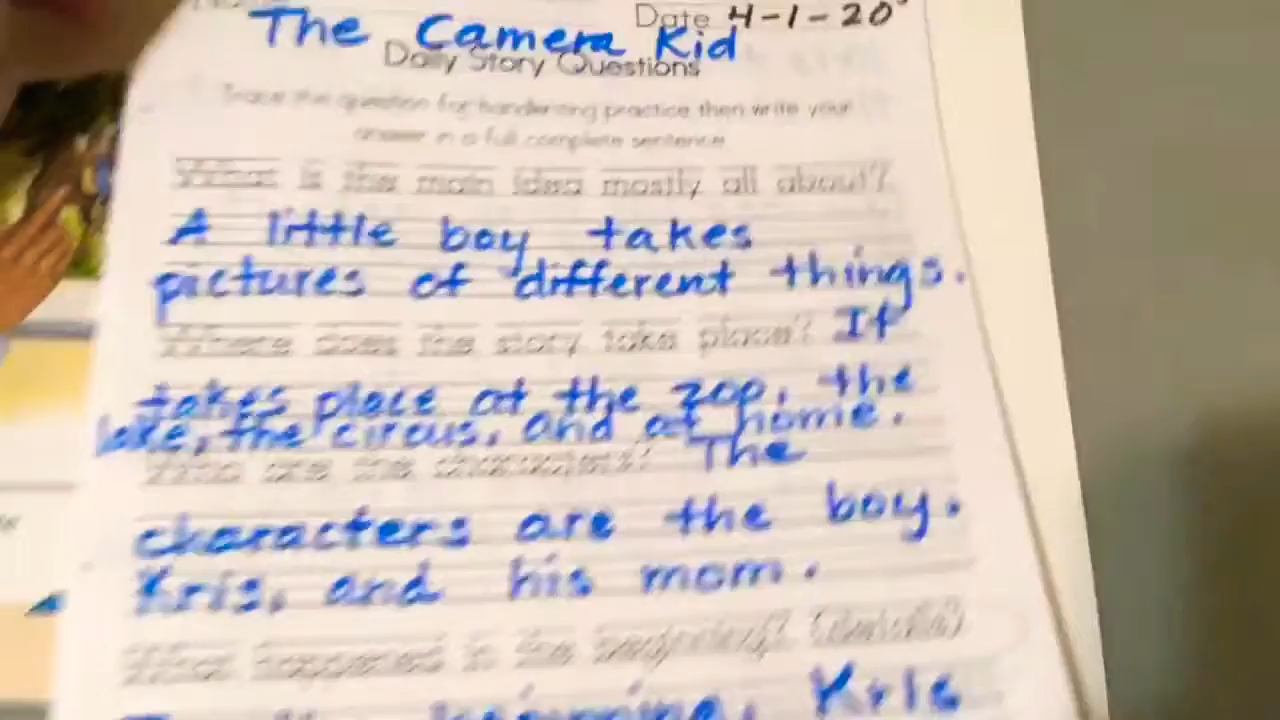 Date 4-1-20
The Camera Kid
Daily Story Questions
Trace the question for handwriting practice then write your
answer in a full complete sentence
What is the main idea mostly all about?
A little boy takes
pictures of different things.
Where does the story take place? It
takes place at the zoo, the
lake, the circus, and at home.
Who are the characters? The
characters are the boy.
Kris, and his mom.
What happened in the
beginning, Kris